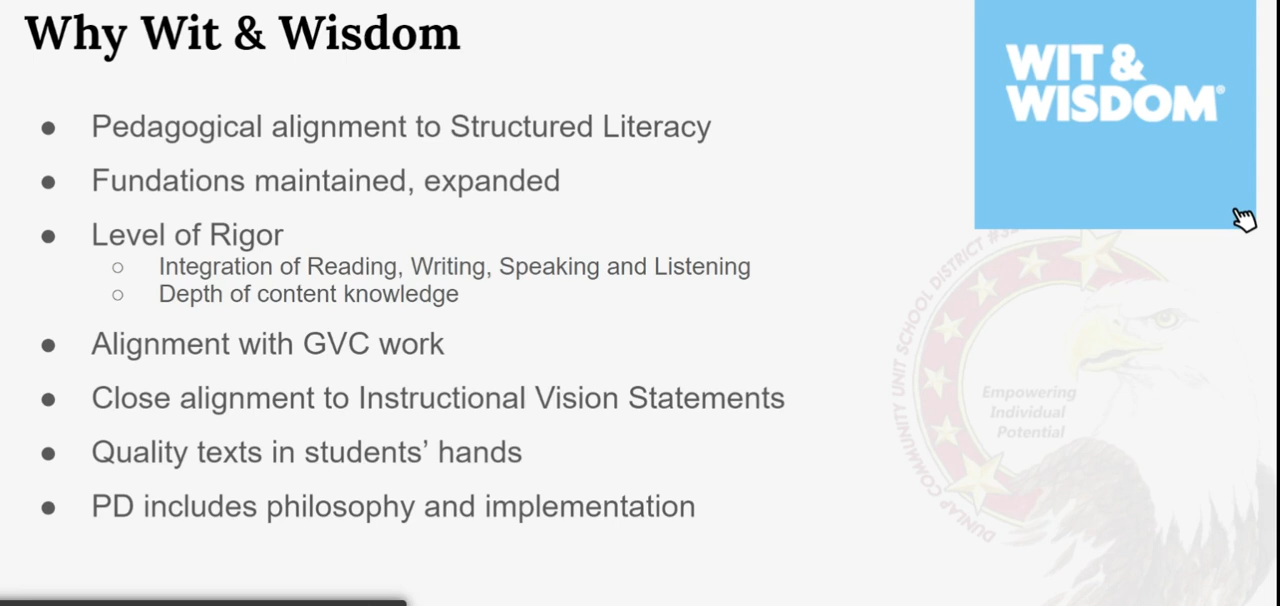 Why Wit & Wisdom
WIT &
WISDOM®
● Pedagogical alignment to Structured Literacy
● Fundations maintained, expanded
● Level of Rigor
○ Integration of Reading, Writing, Speaking and Listening
○ Depth of content knowledge
● Alignment with GVC work
● Close alignment to Instructional Vision Statements
● Quality texts in students’ hands
● PD includes philosophy and implementation
DUNLAP COMMUNITY UNIT SCHOOL DISTRICT
Empowering
Individual
Potential